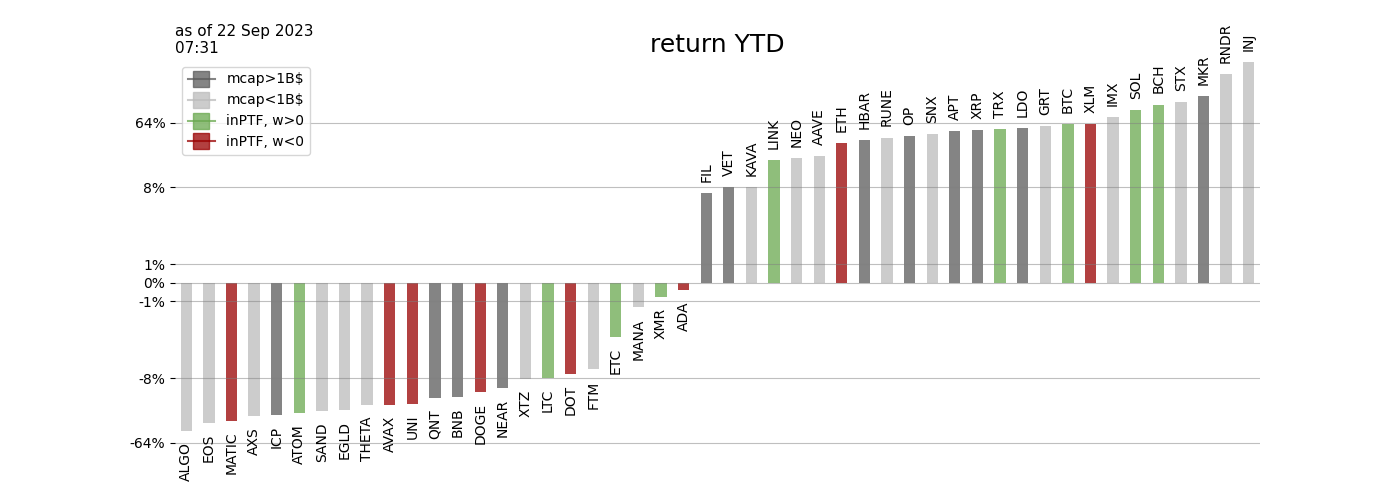 as of 22 Sep 2023
07:31
return YTD
mcap>1B$
mcap<1B$
inPTF, w>0
inPTF, w<0
64%
8%
1%
0%
-1%
-8%
-64%
ALGO
EOS
MATIC
AXS
ICP
ATOM
SAND
EGLD
THETA
AVAX
UNI
QNT
BNB
DOGE
NEAR
XTZ
LTC
DOT
FTM
ETC
MANA
XMR
ADA
FIL
VET
KAVA
LINK
NEO
AAVE
ETH
HBAR
RUNE
OP
SNX
APT
XRP
TRX
LDO
GRT
BTC
XLM
IMX
SOL
BCH
STX
MKR
RNDR
INJ